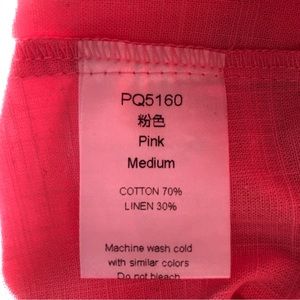 PQ5160
粉色
Pink
Medium
COTTON 70%
LINEN 30%
Machine wash cold
with similar colors
Do not bleach